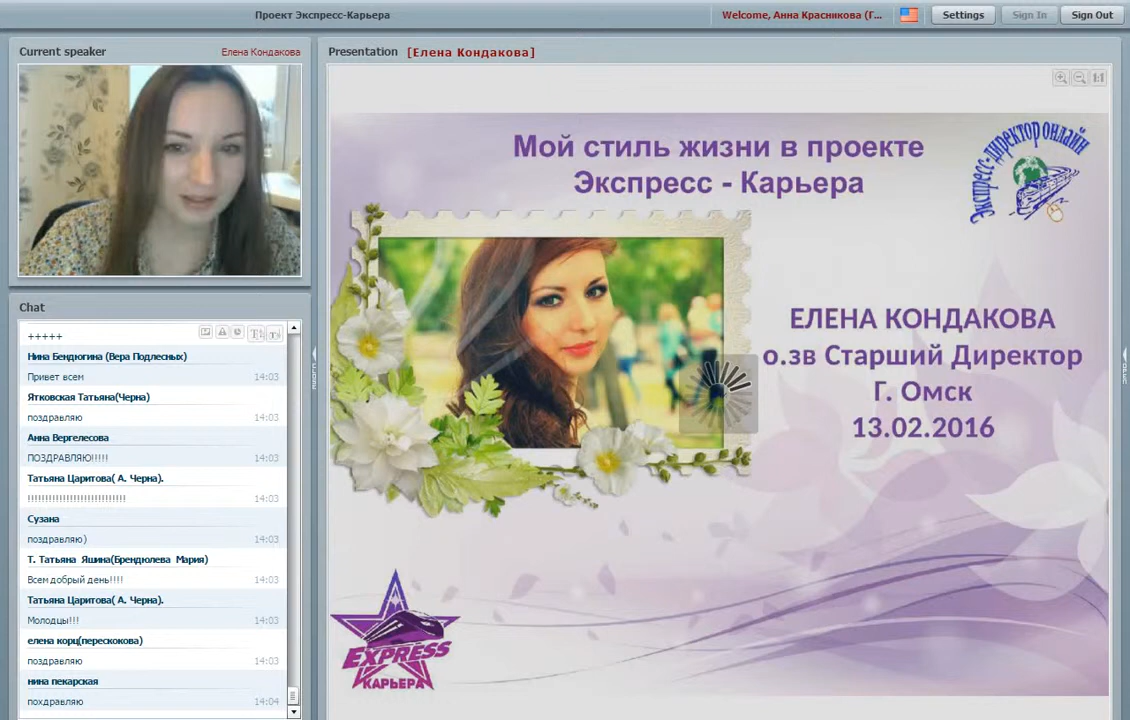 Проект Экспресс-Карьера
Welcome, Анна Красникова (Г...
Settings
Sign In
Sign Out
Current speaker
Елена Кондакова
Presentation
[Елена Кондакова]
1:1
Мой стиль жизни в проекте
Экспресс - Карьера
Экспресс-директор онлайн
ЕЛЕНА КОНДАКОВА
о.зв Старший Директор
Г. Омск
13.02.2016
EXPRESS
КАРЬЕРА
Chat
+++++
Нина Бендюгина (Вера Подлесных)
Привет всем 14:03
Ятковская Татьяна(Черна)
поздравляю 14:03
Анна Вергелесова
ПОЗДРАВЛЯЮ!!!!! 14:03
Татьяна Царитова( А. Черна).
!!!!!!!!!!!!!!!!!!!!!!!!!!!! 14:03
Сузана
поздравляю) 14:03
Т. Татьяна Яшина(Брендюлева Мария)
Всем добрый день!!!! 14:03
Татьяна Царитова( А. Черна).
Молодцы!!! 14:03
елена корц(перескокова)
поздравляю 14:03
нина пекарская
похдравляю 14:04